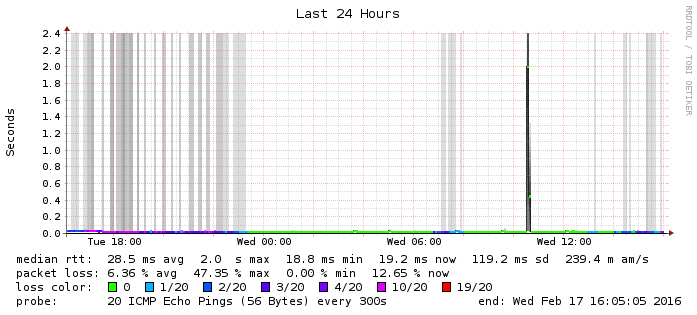 Last 24 Hours
RRDTOOL / TOBI OETIKER
Seconds
2.4
2.2
2.0
1.8
1.6
1.4
1.2
1.0
0.8
0.6
0.4
0.2
0.0
Tue 18:00 Wed 00:00 Wed 06:00 Wed 12:00
median rtt: 28.5 ms avg 2.0 s max 18.8 ms min 19.2 ms now 119.2 ms sd 239.4 m am/s
packet loss: 6.36 % avg 47.35 % max 0.00 % min 12.65 % now
loss color: 0 1/20 2/20 3/20 4/20 10/20 19/20
probe: 20 ICMP Echo Pings (56 Bytes) every 300s end: Wed Feb 17 16:05:05 2016